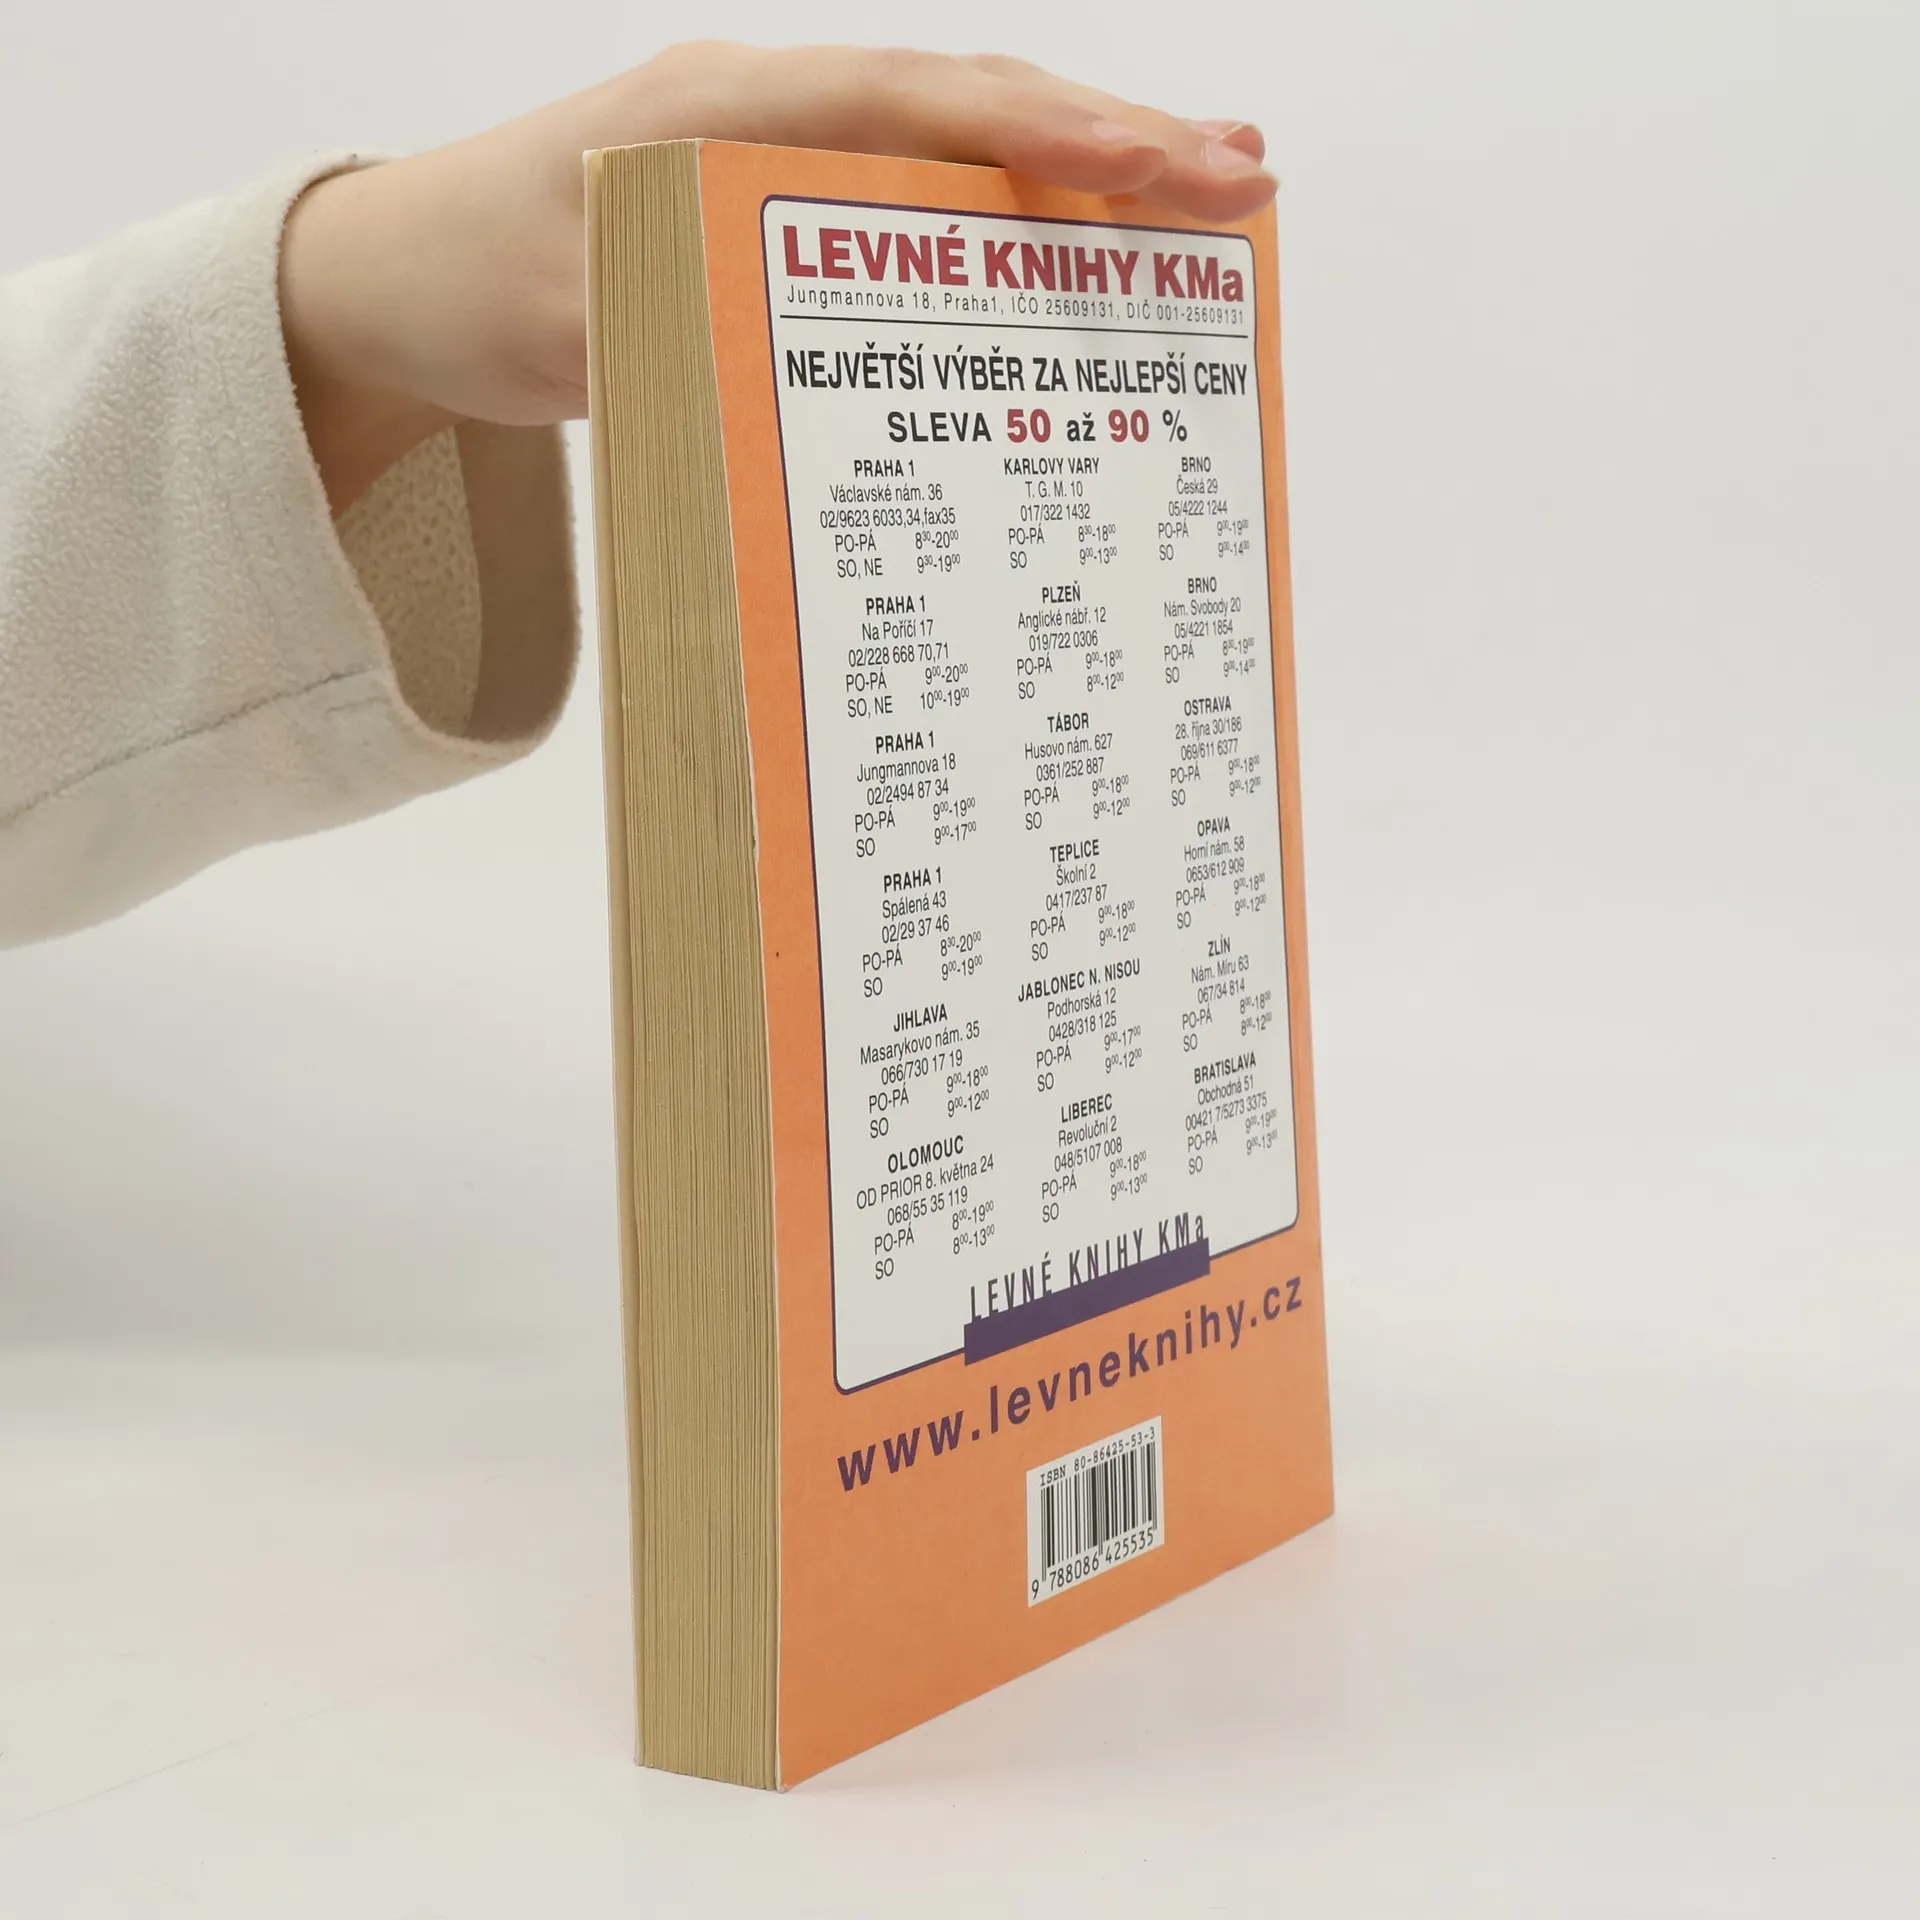 LEVNÉ KNIHY KMa
Jungmannova 18, Praha1, IČO 25609131, DIČ 001-25609131
NEJVĚTŠÍ VÝBĚR ZA NEJLEPŠÍ CENY
SLEVA 50 až 90 %
PRAHA 1
Václavské nám. 36
02/9623 6033,34,fax35
PO-PÁ 8³⁰-20⁰⁰
SO, NE 9³⁰-19⁰⁰
PRAHA 1
Na Poříčí 17
02/228 668 70,71
PO-PÁ 9⁰⁰-20⁰⁰
SO, NE 10⁰⁰-19⁰⁰
PRAHA 1
Jungmannova 18
02/2494 87 34
PO-PÁ 9⁰⁰-19⁰⁰
SO 9⁰⁰-17⁰⁰
PRAHA 1
Spálená 43
02/29 37 46
PO-PÁ 8³⁰-20⁰⁰
SO 9⁰⁰-19⁰⁰
JIHLAVA
Masarykovo nám. 35
066/730 17 19
PO-PÁ 9⁰⁰-18⁰⁰
SO 9⁰⁰-12⁰⁰
OLOMOUC
OD PRIOR 8. května 24
068/55 35 119
PO-PÁ 8⁰⁰-19⁰⁰
SO 8⁰⁰-13⁰⁰
KARLOVY VARY
T. G. M. 10
017/322 1432
PO-PÁ 8³⁰-18⁰⁰
SO 9⁰⁰-13⁰⁰
PLZEŇ
Anglické nábř. 12
019/722 0306
PO-PÁ 9⁰⁰-18⁰⁰
SO 8⁰⁰-12⁰⁰
TÁBOR
Husovo nám. 627
0361/252 887
PO-PÁ 9⁰⁰-18⁰⁰
SO 9⁰⁰-12⁰⁰
TEPLICE
Školní 2
0417/237 87
PO-PÁ 9⁰⁰-18⁰⁰
SO 9⁰⁰-12⁰⁰
JABLONEC N. NISOU
Podhorská 12
0428/318 125
PO-PÁ 9⁰⁰-17⁰⁰
SO 9⁰⁰-12⁰⁰
LIBEREC
Revoluční 2
048/5107 008
PO-PÁ 9⁰⁰-18⁰⁰
SO 9⁰⁰-13⁰⁰
BRNO
Česká 29
05/4222 1244
PO-PÁ 9⁰⁰-19⁰⁰
SO 9⁰⁰-14⁰⁰
BRNO
Nám. Svobody 20
05/4221 1854
PO-PÁ 8³⁰-19⁰⁰
SO 9⁰⁰-14⁰⁰
OSTRAVA
28. října 30/186
069/611 6377
PO-PÁ 9⁰⁰-18⁰⁰
SO 9⁰⁰-12⁰⁰
OPAVA
Horní nám. 58
0653/612 909
PO-PÁ 9⁰⁰-18⁰⁰
SO 9⁰⁰-12⁰⁰
ZLÍN
Nám. Míru 63
067/34 814
PO-PÁ 8⁰⁰-18⁰⁰
SO 8⁰⁰-12⁰⁰
BRATISLAVA
Obchodná 51
00421 7/5273 3375
PO-PÁ 9⁰⁰-19⁰⁰
SO 9⁰⁰-13⁰⁰
LEVNÉ KNIHY KMa
www.levneknihy.cz
ISBN 80-86425-53-3
9 788086 425535